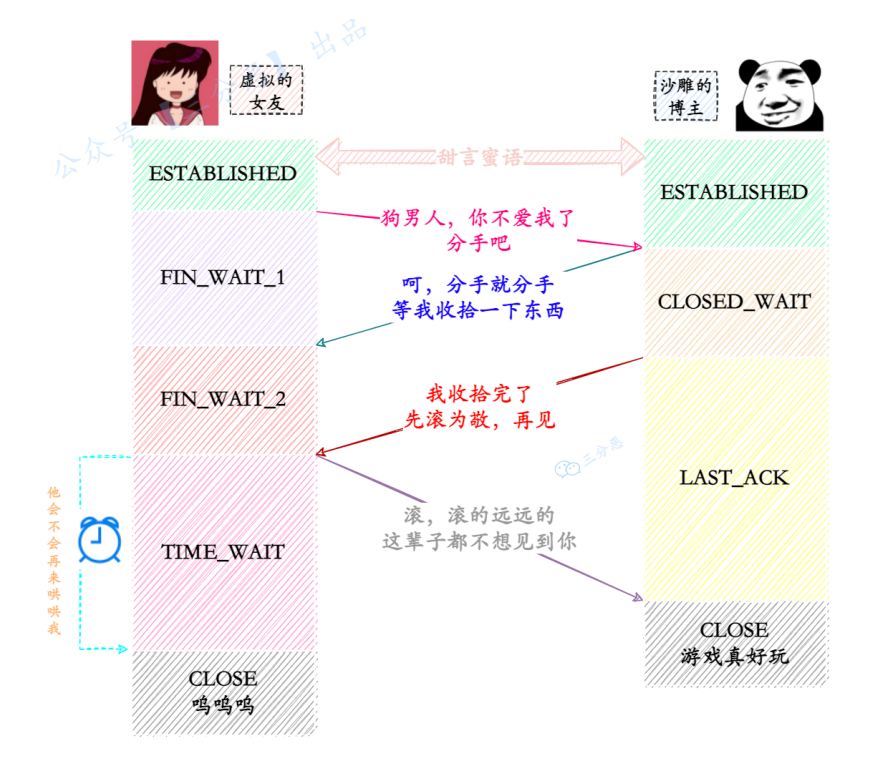 公众号【三分恶】出品
虚拟的
女友
沙雕的
博主
甜言蜜语
ESTABLISHED
ESTABLISHED
狗男人，你不爱我了
分手吧
FIN_WAIT_1
呵，分手就分手
等我收拾一下东西
CLOSED_WAIT
FIN_WAIT_2
我收拾完了
先滚为敬，再见
三分恶
LAST_ACK
他会不会再来哄哄我
TIME_WAIT
滚，滚的远远的
这辈子都不想见到你
CLOSE
游戏真好玩
CLOSE
呜呜呜